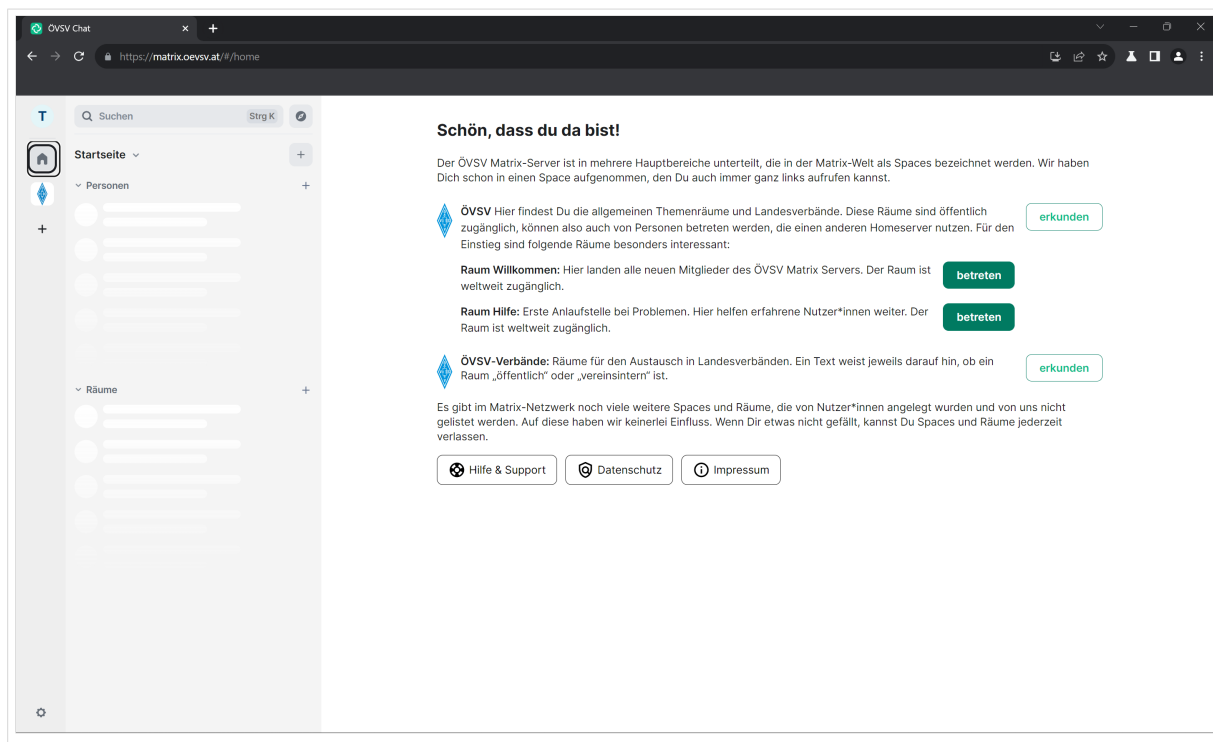 ÖVSV Chat
https://matrix.oevsv.at/#/home
T
Suchen Strg K
Startseite
Personen
Räume
Schön, dass du da bist!
Der ÖVSV Matrix-Server ist in mehrere Hauptbereiche unterteilt, die in der Matrix-Welt als Spaces bezeichnet werden. Wir haben
Dich schon in einen Space aufgenommen, den Du auch immer ganz links aufrufen kannst.
ÖVSV Hier findest Du die allgemeinen Themenräume und Landesverbände. Diese Räume sind öffentlich
zugänglich, können also auch von Personen betreten werden, die einen anderen Homeserver nutzen. Für den
Einstieg sind folgende Räume besonders interessant:
erkunden
Raum Willkommen: Hier landen alle neuen Mitglieder des ÖVSV Matrix Servers. Der Raum ist
weltweit zugänglich.
betreten
Raum Hilfe: Erste Anlaufstelle bei Problemen. Hier helfen erfahrene Nutzer*innen weiter. Der
Raum ist weltweit zugänglich.
betreten
ÖVSV-Verbände: Räume für den Austausch in Landesverbänden. Ein Text weist jeweils darauf hin, ob ein
Raum „öffentlich“ oder „vereinsintern“ ist.
erkunden
Es gibt im Matrix-Netzwerk noch viele weitere Spaces und Räume, die von Nutzer*innen angelegt wurden und von uns nicht
gelistet werden. Auf diese haben wir keinerlei Einfluss. Wenn Dir etwas nicht gefällt, kannst Du Spaces und Räume jederzeit
verlassen.
Hilfe & Support
Datenschutz
Impressum